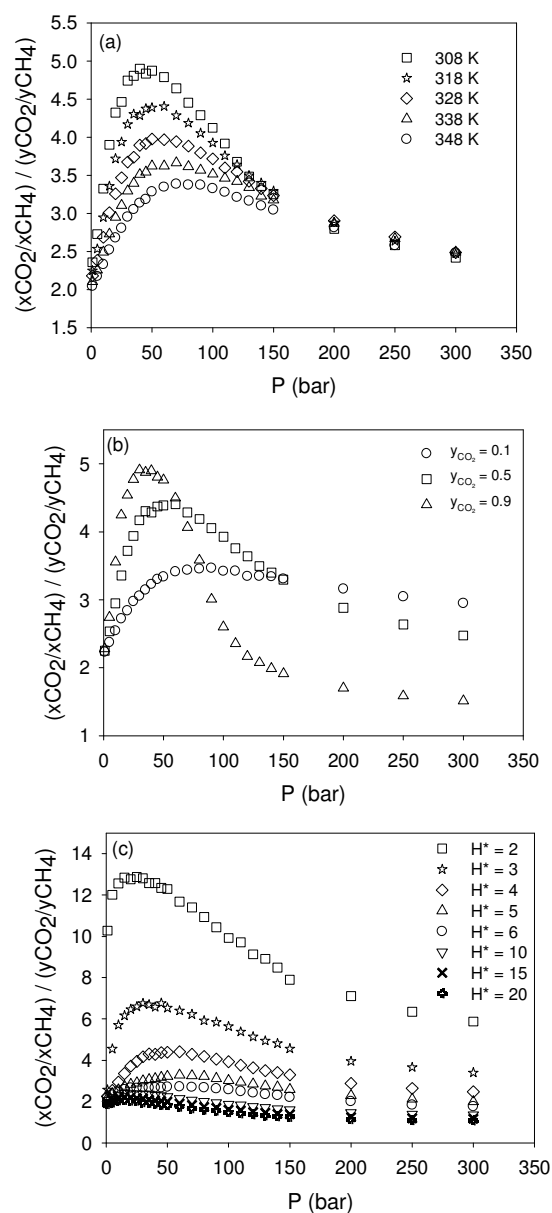 (a)
308 K
318 K
328 K
338 K
348 K
(xCO2/xCH4) / (yCO2/yCH4)
5.5
5.0
4.5
4.0
3.5
3.0
2.5
2.0
1.5
0 50 100 150 200 250 300 350
P (bar)
(b)
yCO₂ = 0.1
yCO₂ = 0.5
yCO₂ = 0.9
(xCO2/xCH4) / (yCO2/yCH4)
5
4
3
2
1
0 50 100 150 200 250 300 350
P (bar)
(c)
H* = 2
H* = 3
H* = 4
H* = 5
H* = 6
H* = 10
H* = 15
H* = 20
(xCO2/xCH4) / (yCO2/yCH4)
14
12
10
8
6
4
2
0
0 50 100 150 200 250 300 350
P (bar)